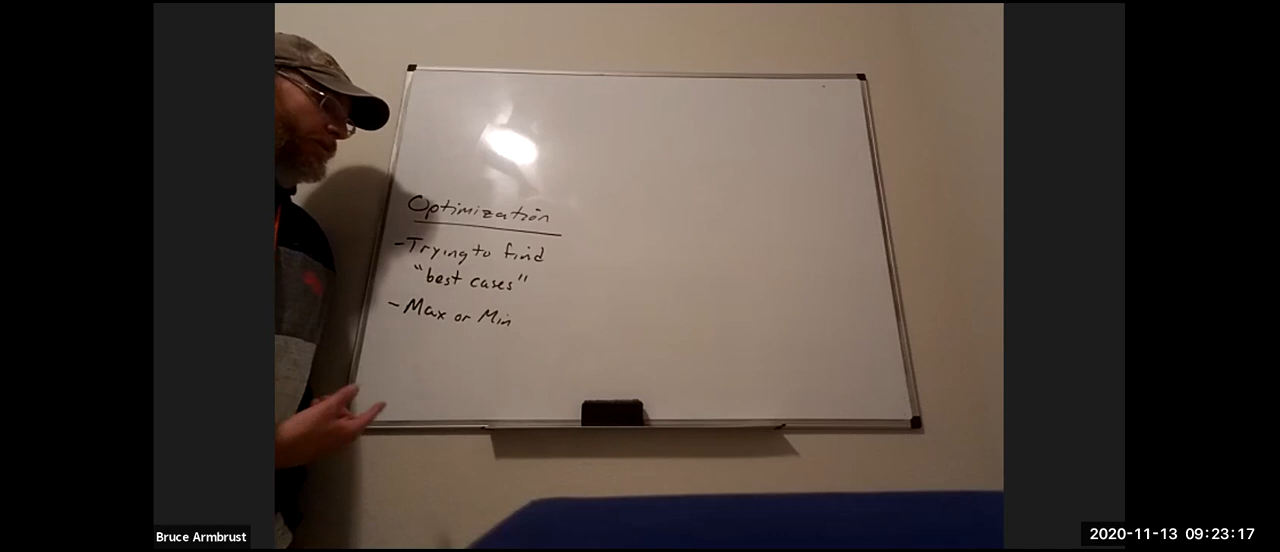 Optimization
-Trying to find
"best cases"
-Max or Min
Bruce Armbrust
2020-11-13 09:23:17